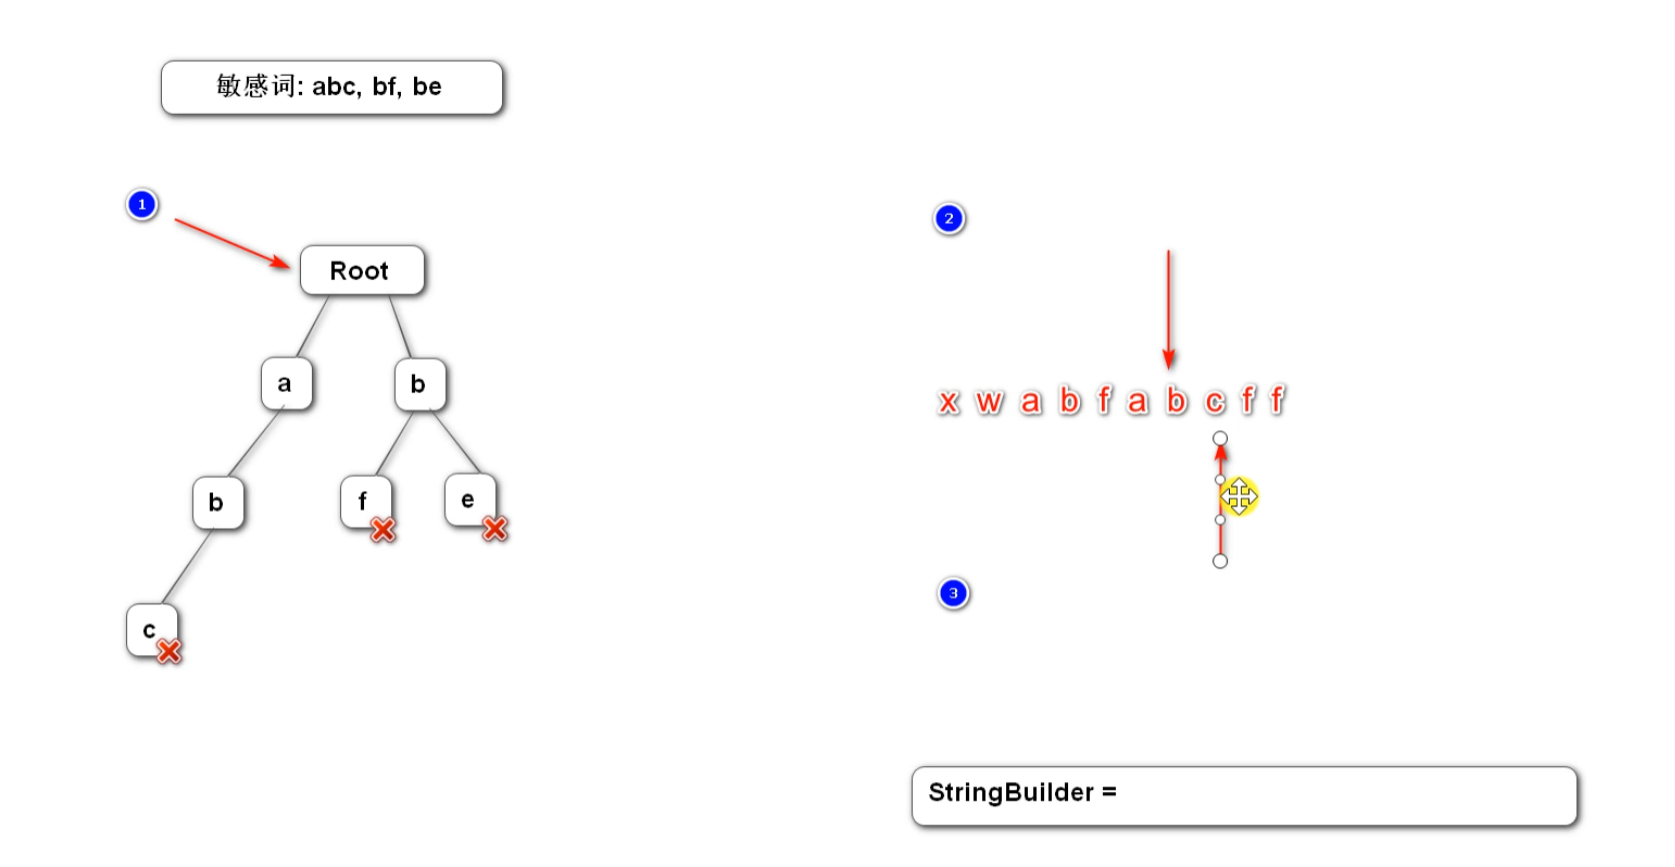 敏感词: abc, bf, be
1
Root
a
b
b
f
e
c
2
x w a b f a b c f f
3
StringBuilder =